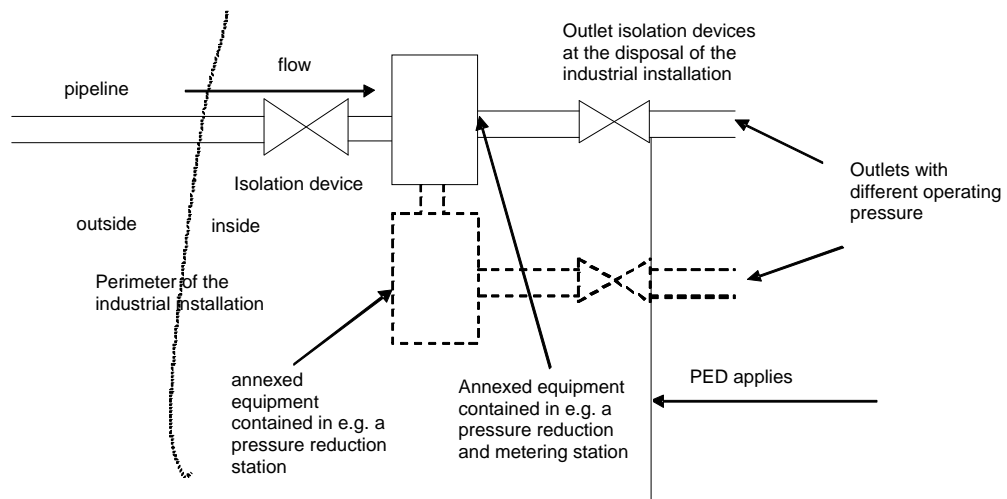 Outlet isolation devices
at the disposal of the
industrial installation
flow
pipeline
Isolation device
Outlets with
different operating
pressure
outside
inside
Perimeter of the
industrial installation
annexed
equipment
contained in e.g. a
pressure reduction
station
Annexed equipment
contained in e.g. a
pressure reduction
and metering station
PED applies